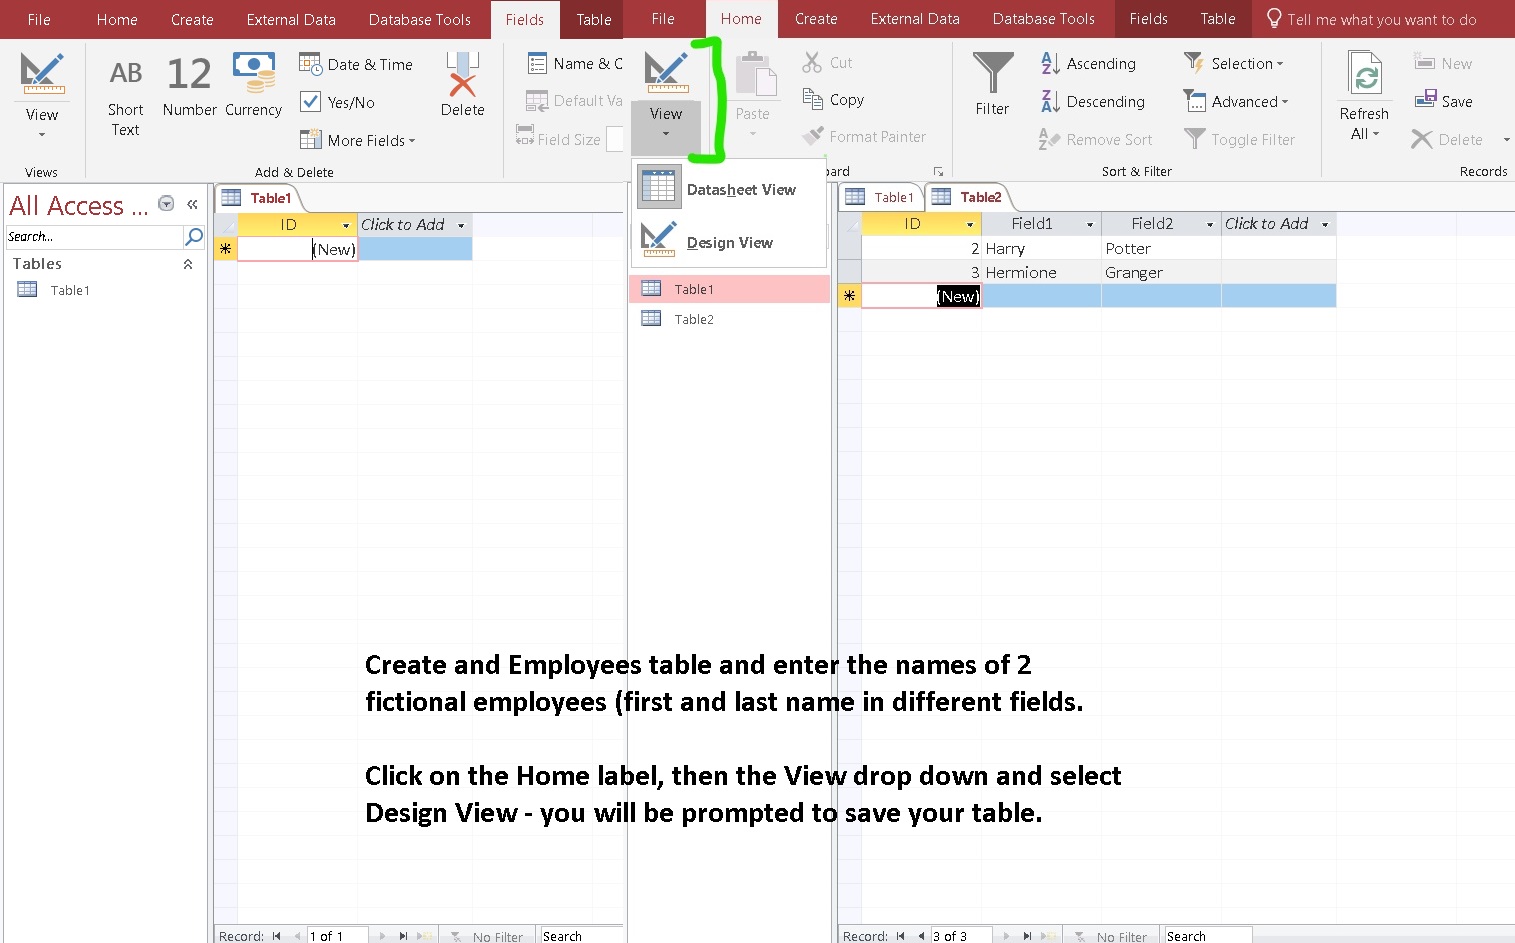 File Home Create External Data Database Tools Fields Table
File Home Create External Data Database Tools Fields Table Tell me what you want to do
View
Views
AB
Short
Text
12
Number
Currency
Date & Time
Yes/No
More Fields
Delete
Add & Delete
Name & C
Default Va
Field Size
View
Paste
Cut
Copy
Format Painter
oard
Filter
Ascending
Descending
Remove Sort
Selection
Advanced
Toggle Filter
Sort & Filter
Refresh
All
New
Save
Delete
Records
Datasheet View
Design View
All Access ...
Search...
Tables
Table1
Table1
ID Click to Add
(New)
Table1
Table2
Table1 Table2
ID Field1 Field2 Click to Add
2 Harry Potter
3 Hermione Granger
(New)
Create and Employees table and enter the names of 2
fictional employees (first and last name in different fields.
Click on the Home label, then the View drop down and select
Design View - you will be prompted to save your table.
Record: 1 of 1 No Filter Search
Record: 3 of 3 No Filter Search